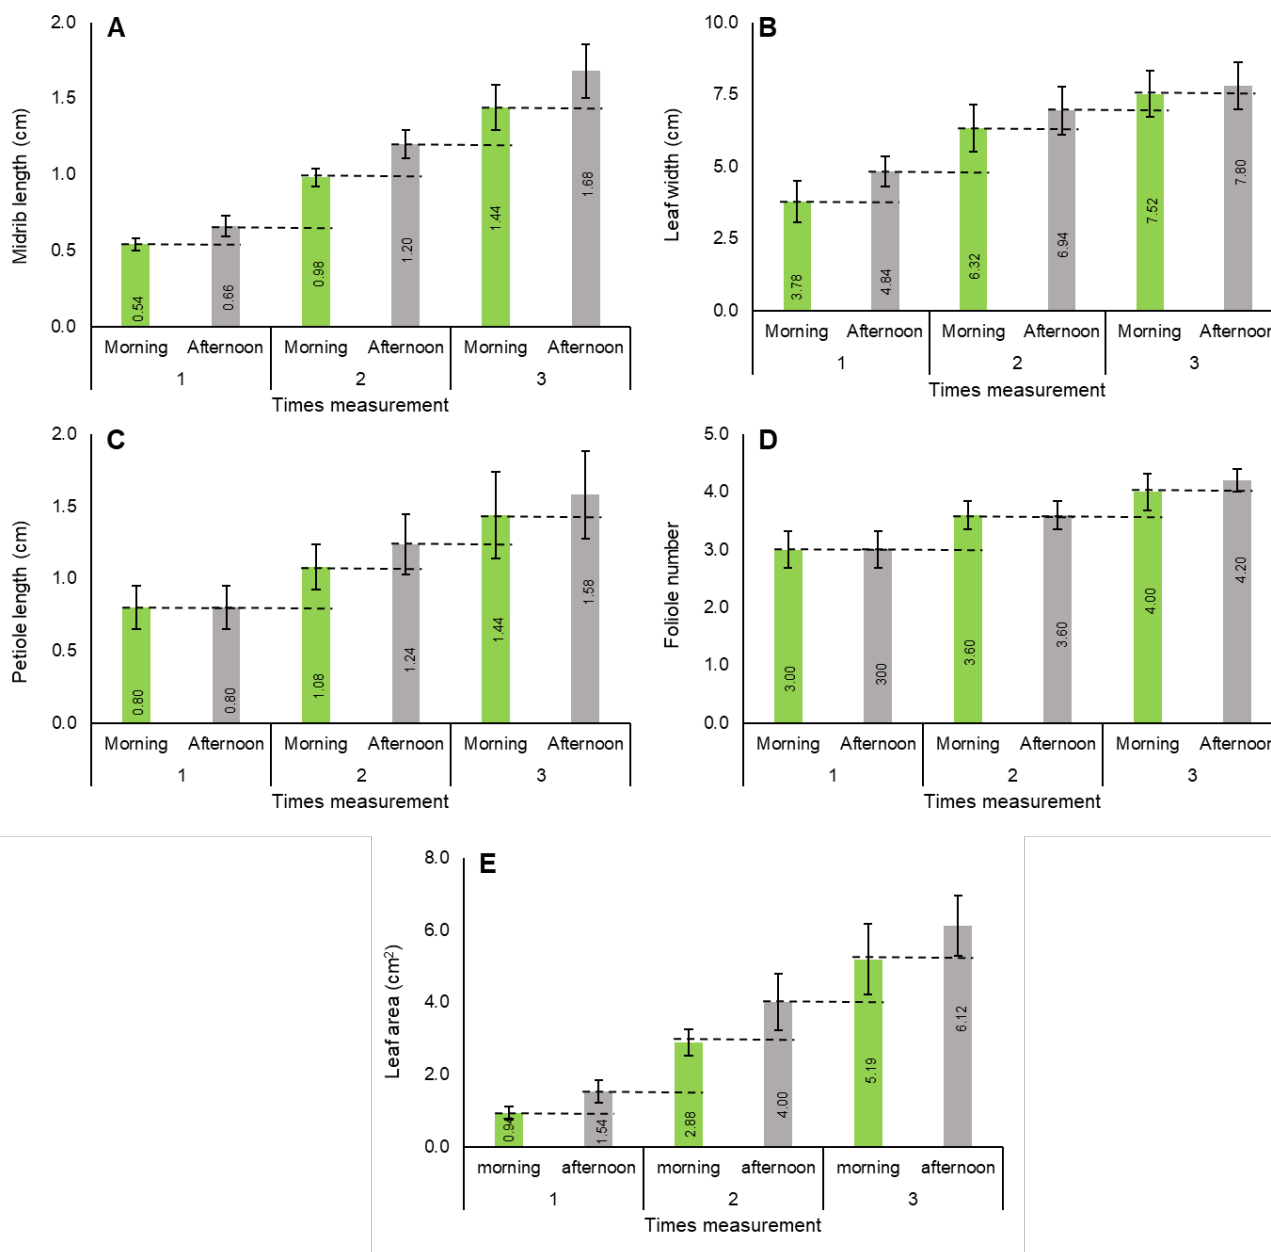 A
Midrib length (cm)
2.0
1.5
1.0
0.5
0.0
0.54
0.66
0.98
1.20
1.44
1.68
Morning Afternoon Morning Afternoon Morning Afternoon
1 2 3
Times measurement
B
Leaf width (cm)
10.0
7.5
5.0
2.5
0.0
3.78
4.84
6.32
6.94
7.52
7.80
Morning Afternoon Morning Afternoon Morning Afternoon
1 2 3
Times measurement
C
Petiole length (cm)
2.0
1.5
1.0
0.5
0.0
0.80
0.80
1.08
1.24
1.44
1.58
Morning Afternoon Morning Afternoon Morning Afternoon
1 2 3
Times measurement
D
Foliole number
5.0
4.0
3.0
2.0
1.0
0.0
3.00
300
3.60
3.60
4.00
4.20
Morning Afternoon Morning Afternoon Morning Afternoon
1 2 3
Times measurement
E
Leaf area (cm²)
8.0
6.0
4.0
2.0
0.0
0.94
1.54
2.88
4.00
5.19
6.12
morning afternoon morning afternoon morning afternoon
1 2 3
Times measurement